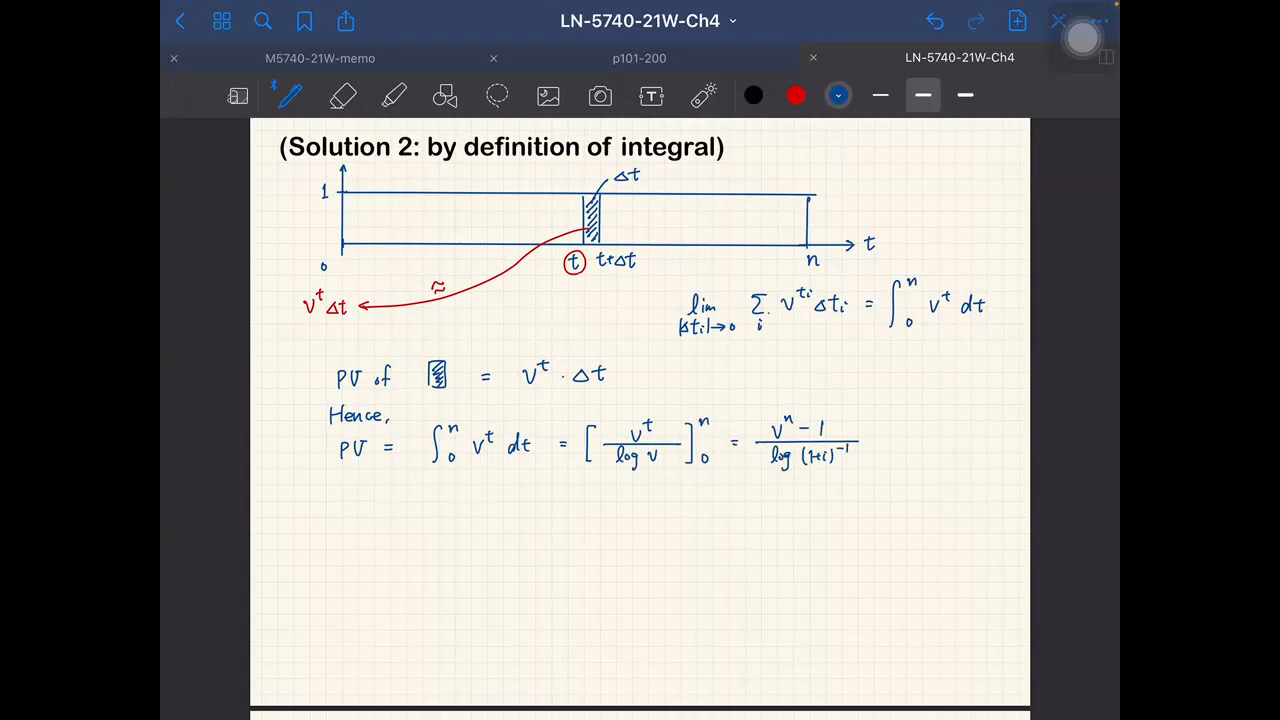 LN-5740-21W-Ch4
M5740-21W-memo
p101-200
LN-5740-21W-Ch4
T
(Solution 2: by definition of integral)
Δt
1
t
0
t t+Δt
n
v^t Δt
≈
lim_{|Δt_i|→0} Σ_i v^{t_i} Δt_i = ∫_0^n v^t dt
PV of = v^t · Δt
Hence,
PV = ∫_0^n v^t dt = [ v^t / log v ]_0^n = (v^n − 1) / log (1+i)^{−1}